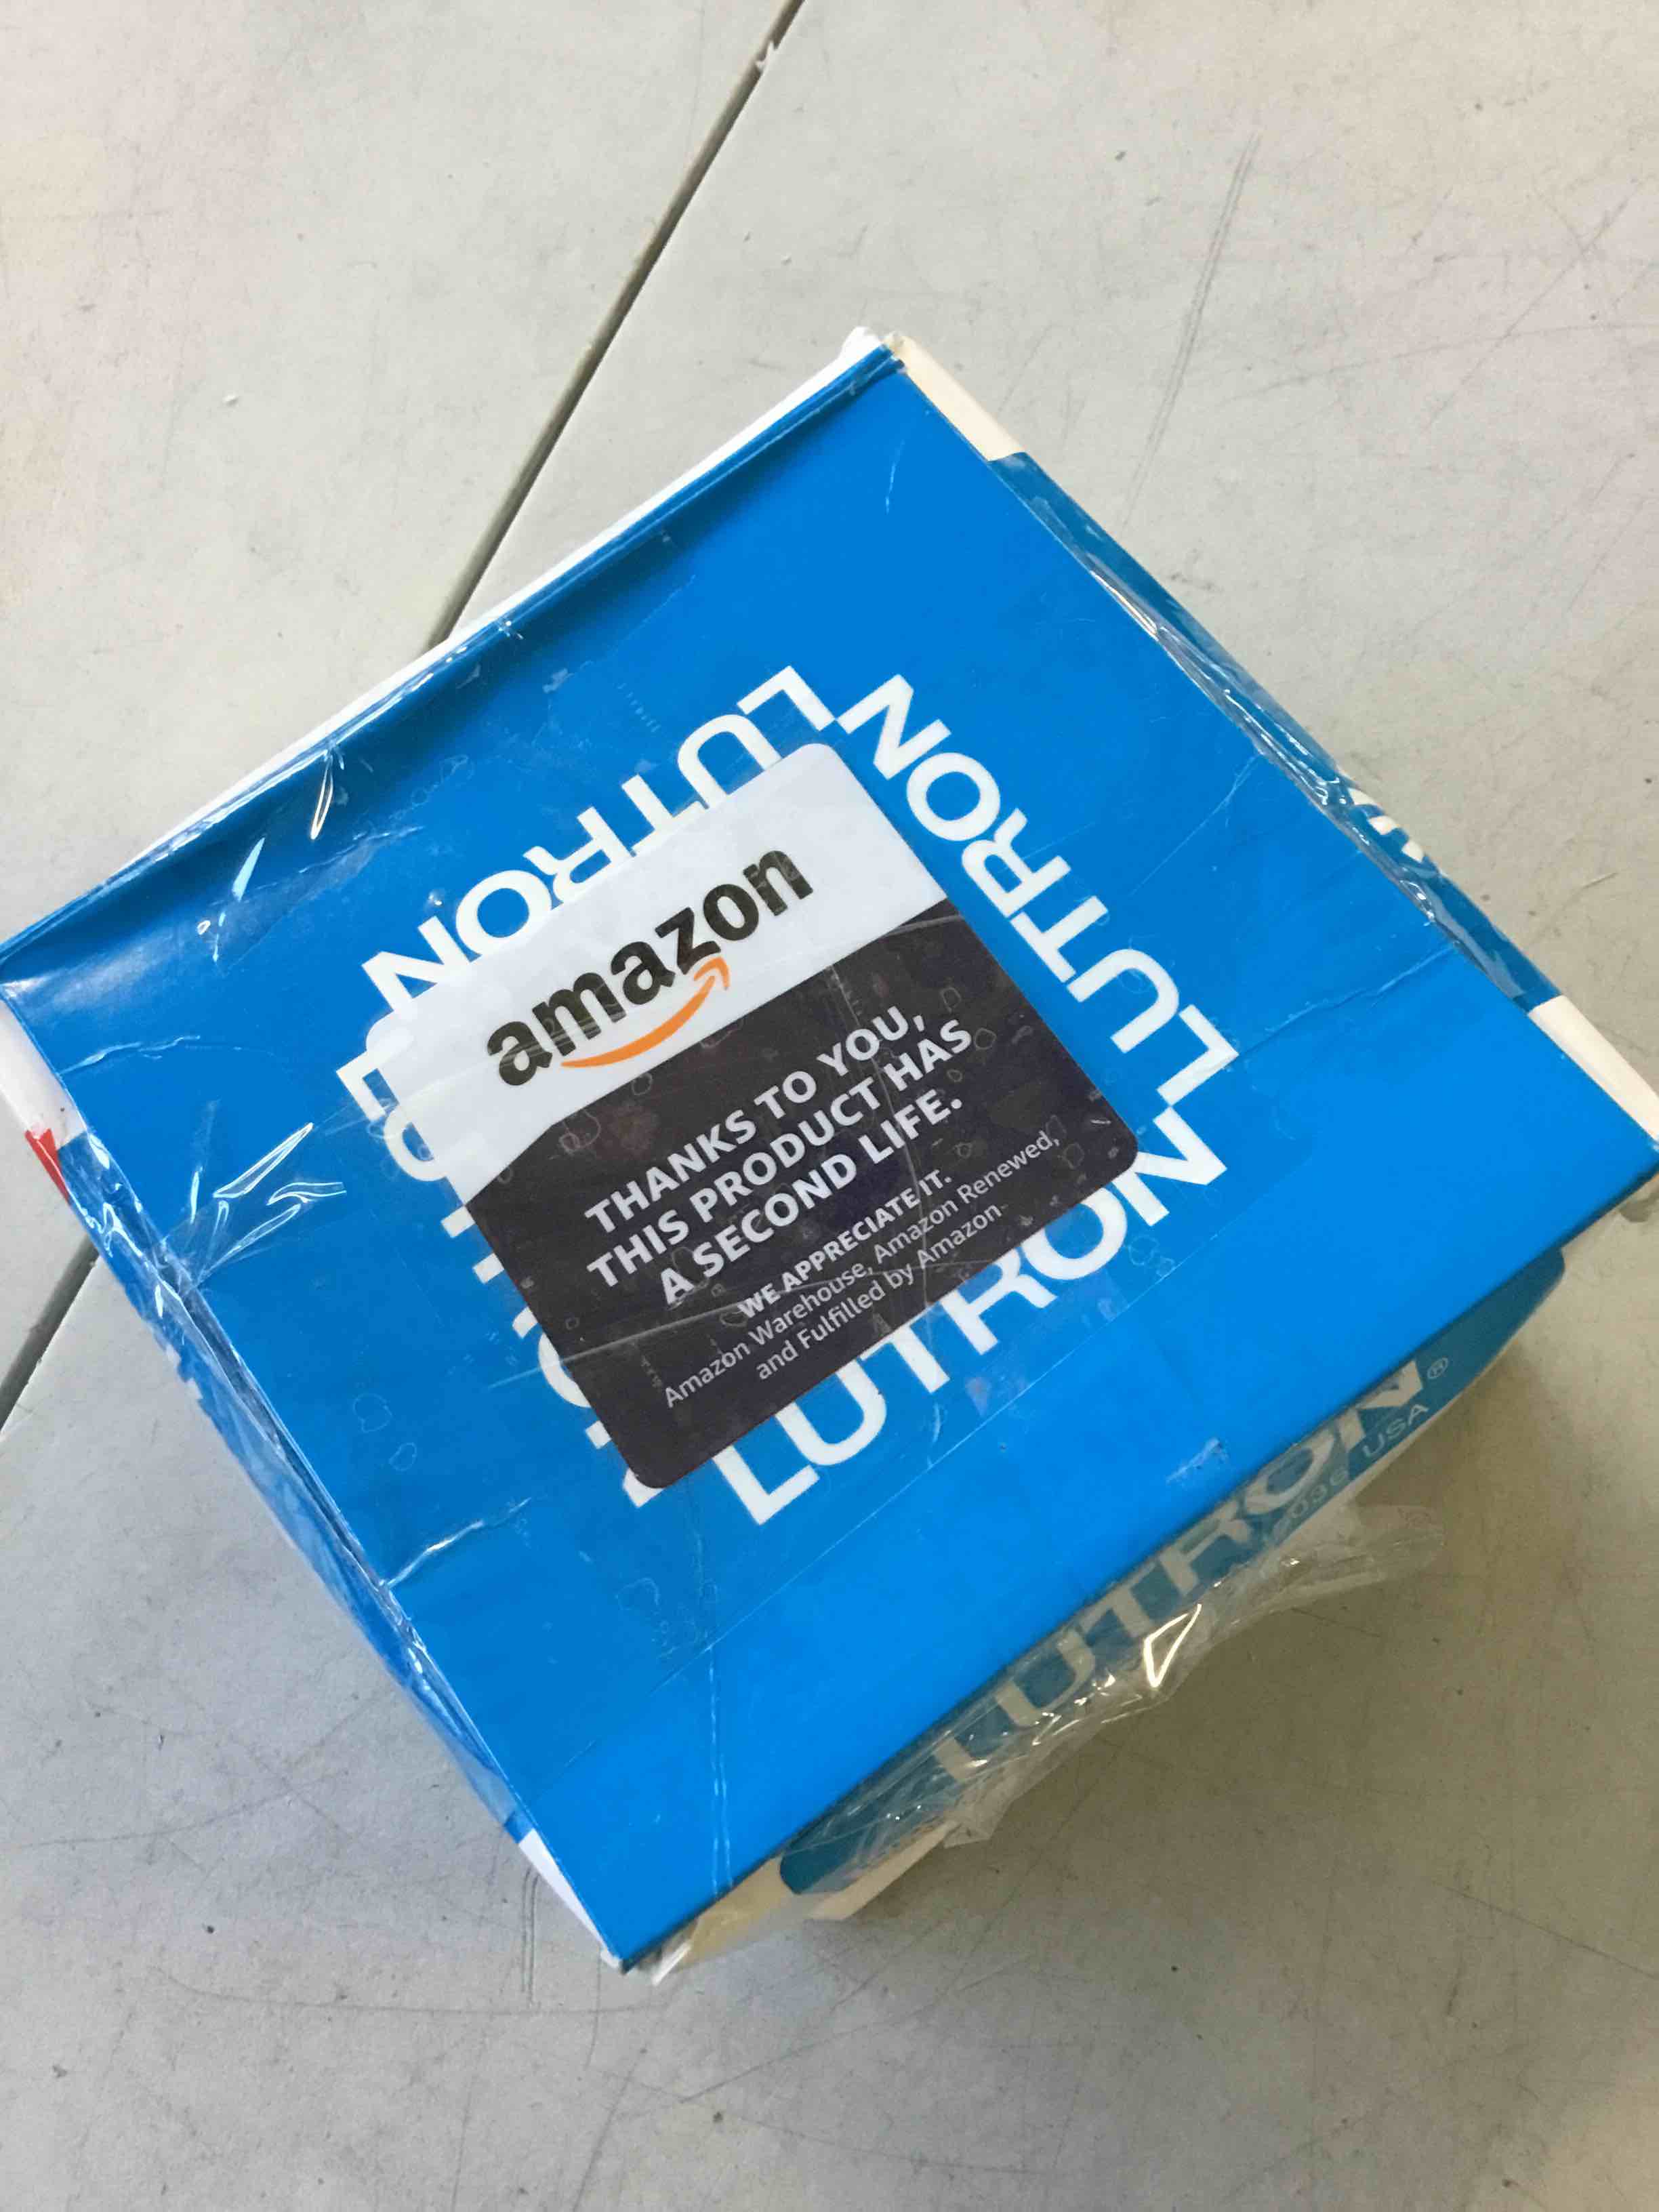 LUTRON
LUTRON
amazon
THANKS TO YOU,
THIS PRODUCT HAS
A SECOND LIFE.
WE APPRECIATE IT.
Amazon Warehouse, Amazon Renewed,
and Fulfilled by Amazon
LUTRON
LUTRON®
USA